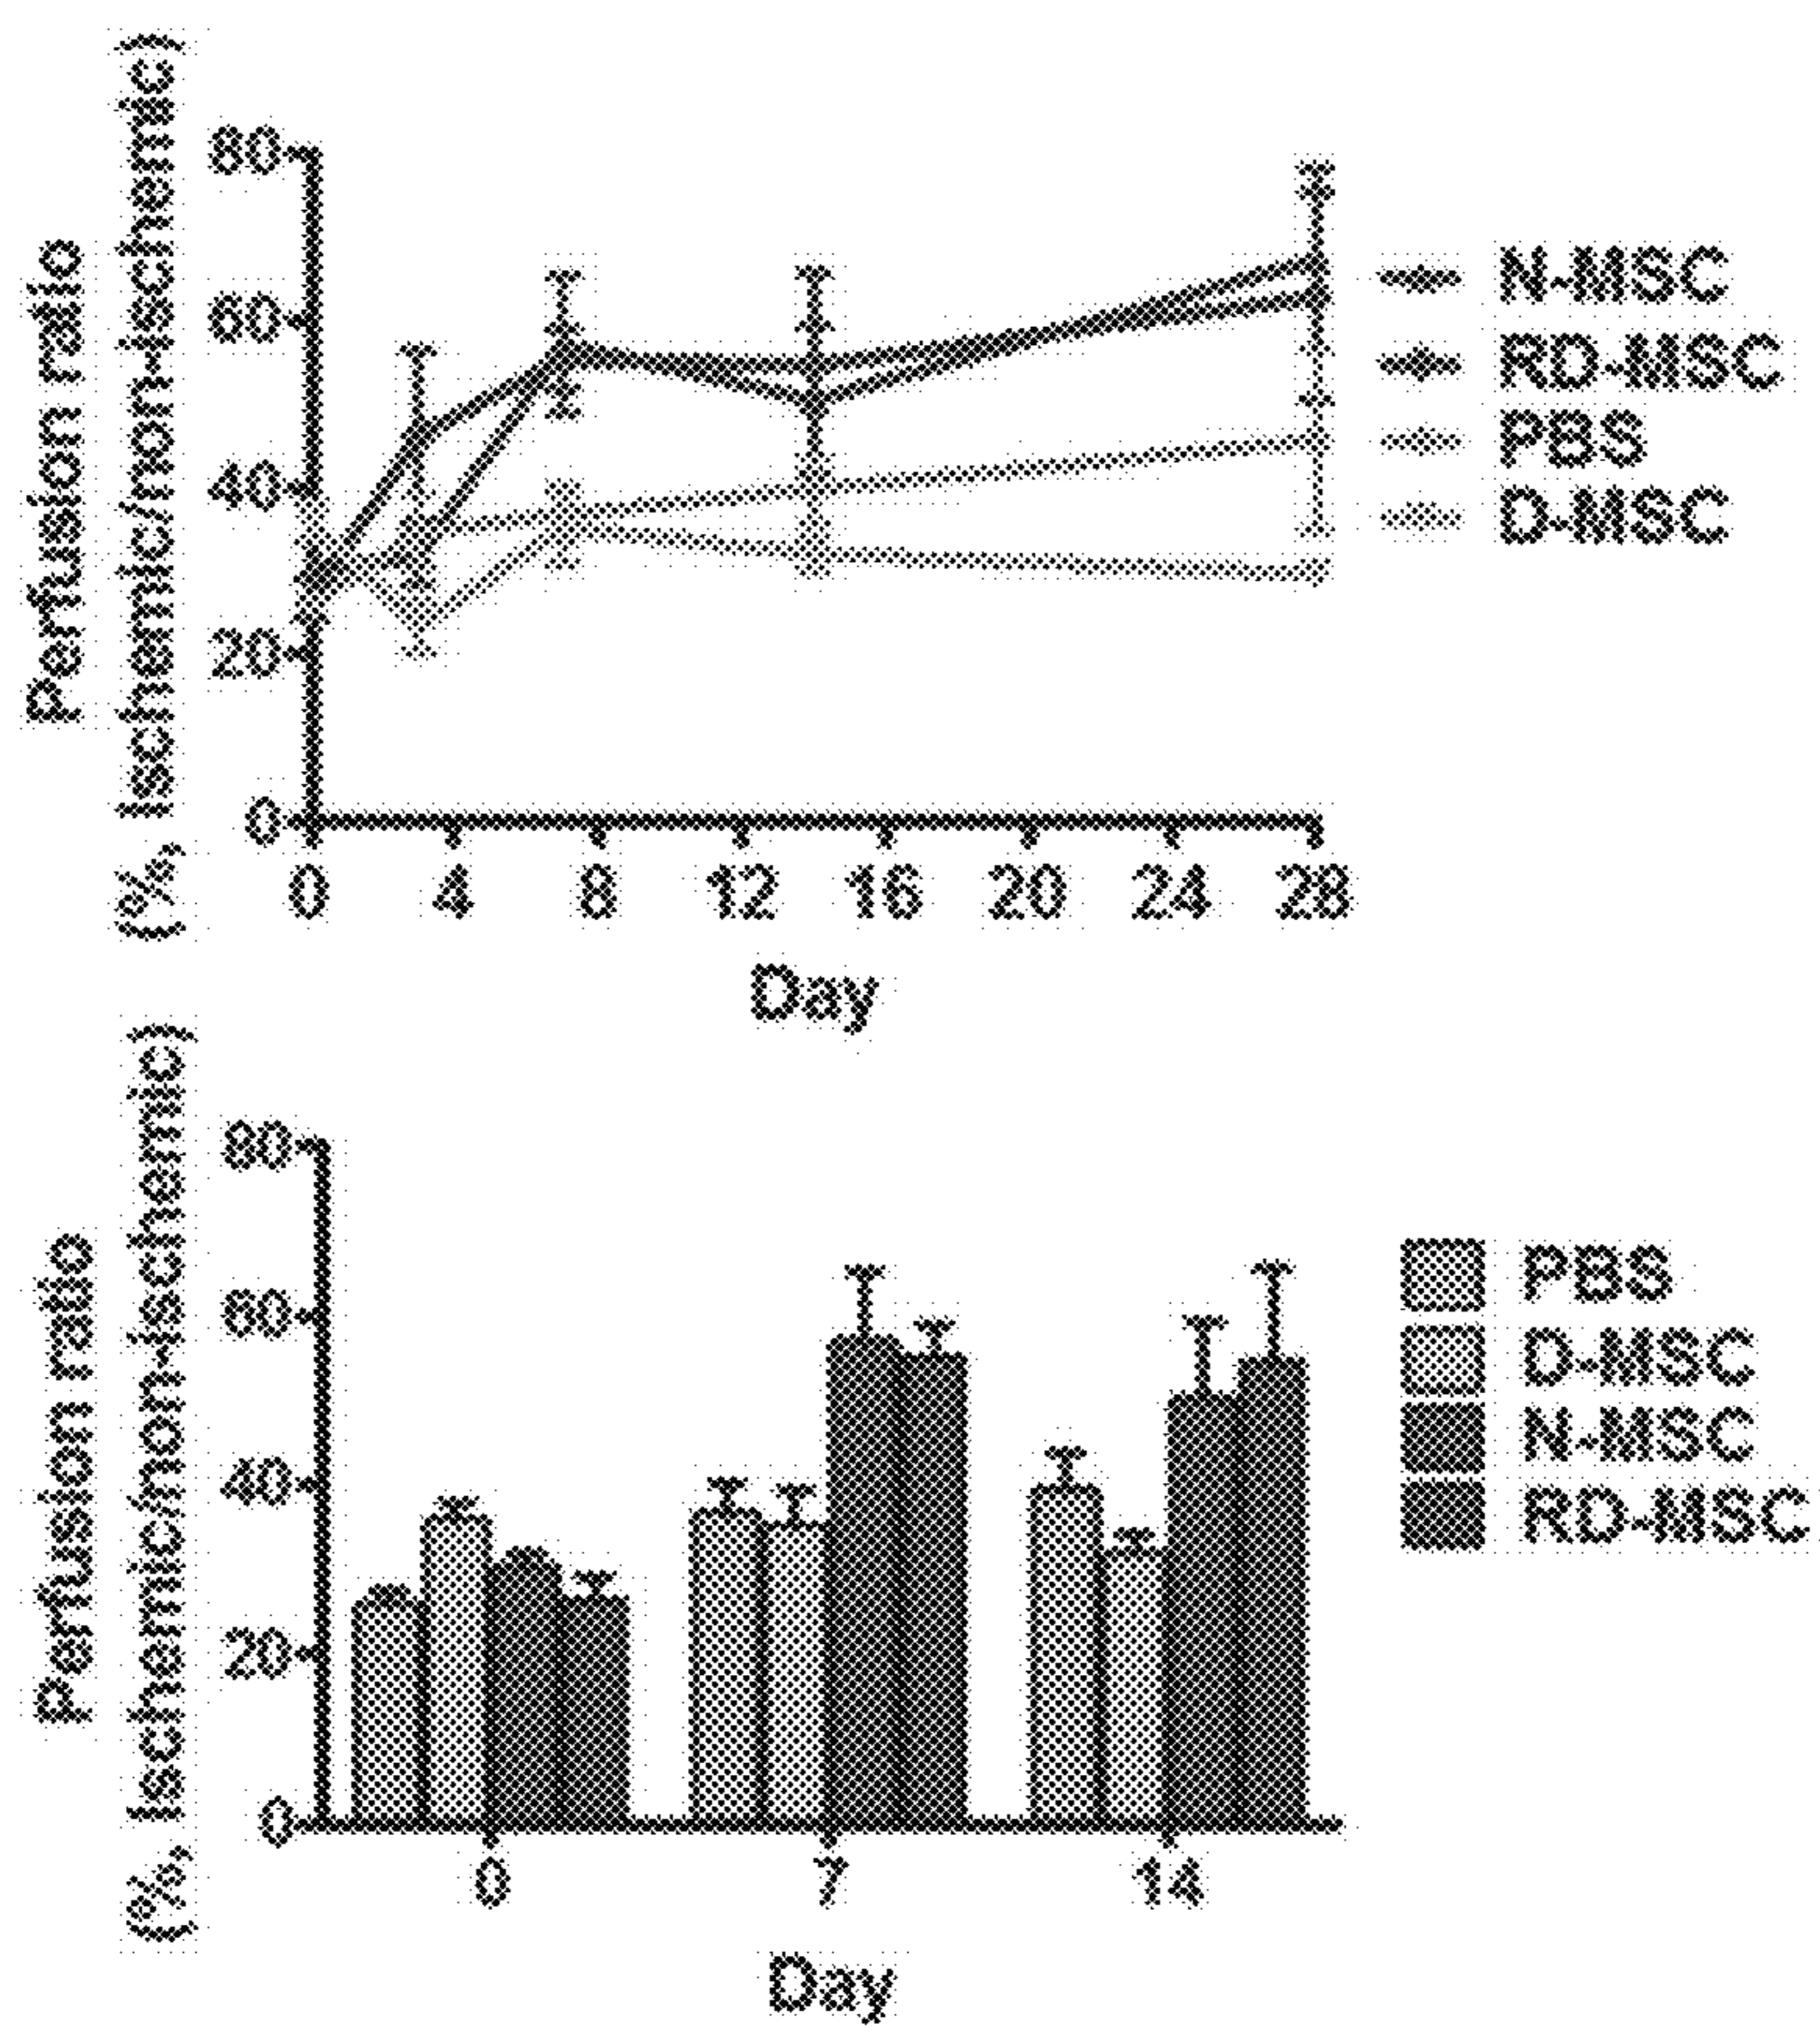 Perfusion ratio
(%, Ischemic/non-ischemic)
80
60
40
20
0
0 4 8 12 16 20 24 28
Day
N-MSC
RD-MSC
PBS
D-MSC
Perfusion ratio
(%, Ischemic/non-ischemic)
80
60
40
20
0
0 7 14
Day
PBS
D-MSC
N-MSC
RD-MSC